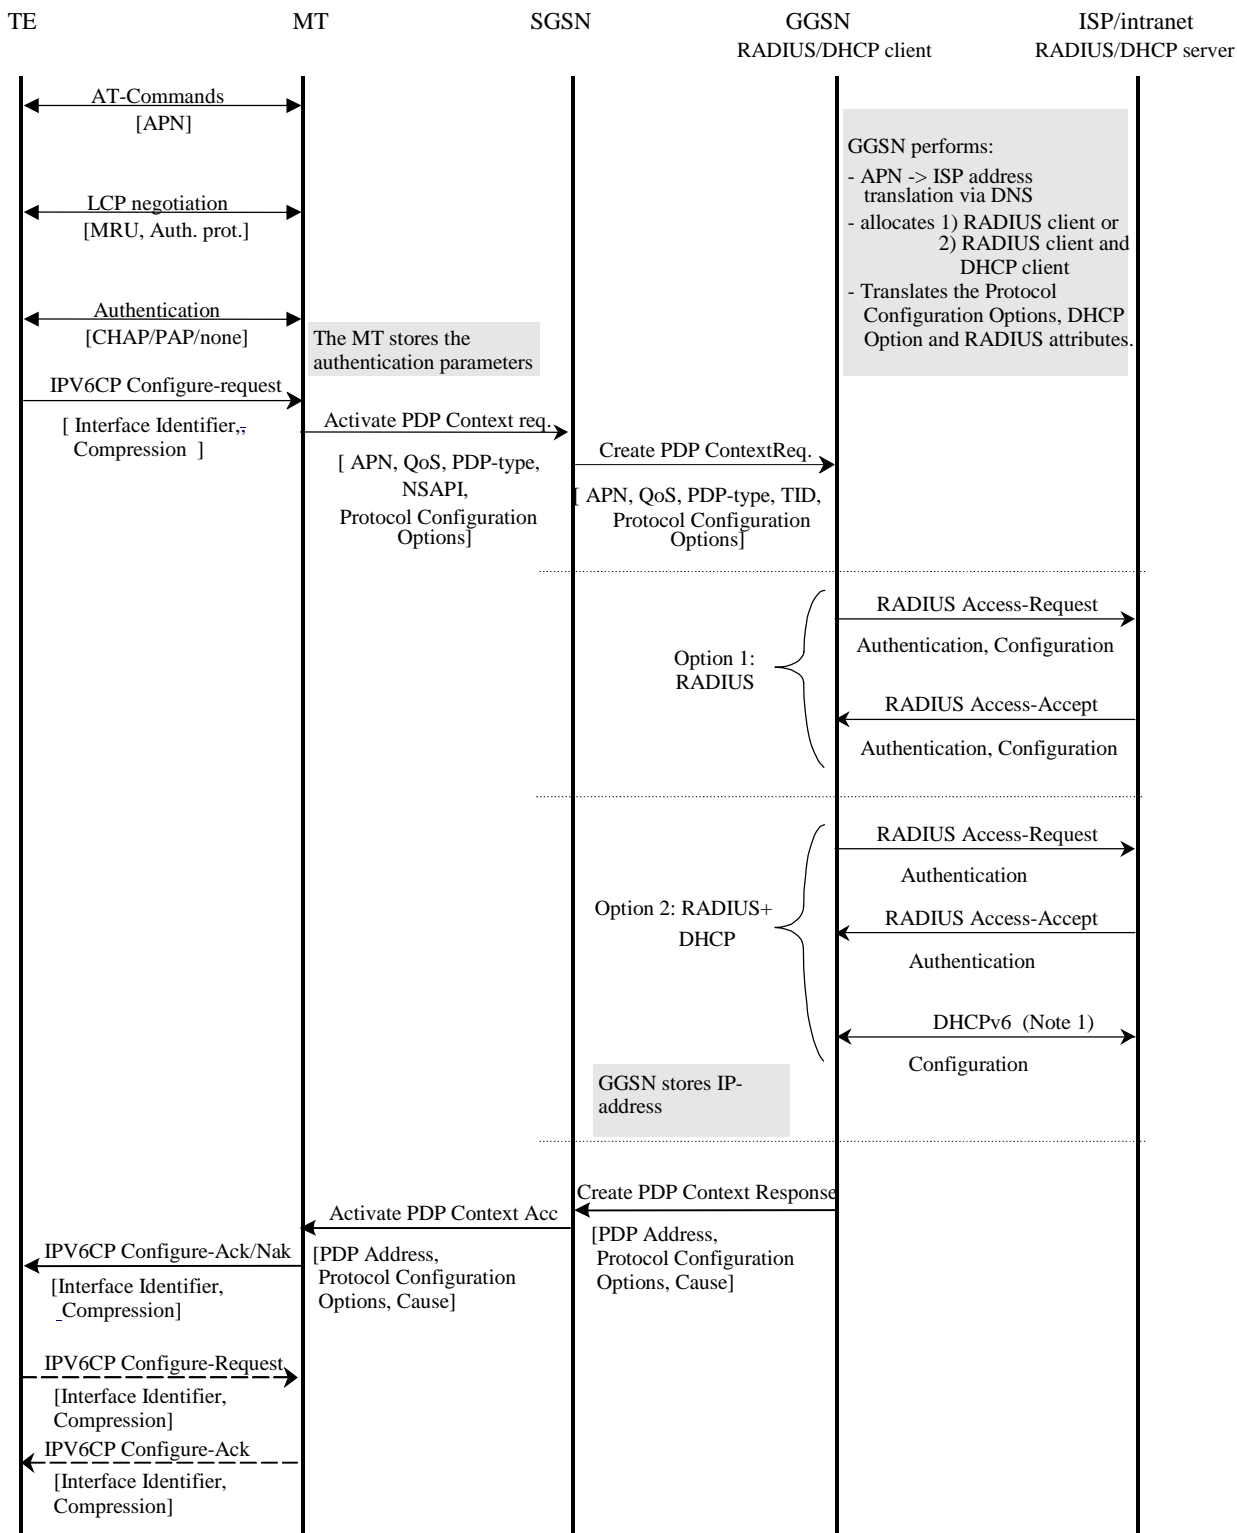 TE
MT
SGSN
GGSN
ISP/intranet
RADIUS/DHCP client
RADIUS/DHCP server
AT-Commands
[APN]
GGSN performs:
- APN -> ISP address
translation via DNS
- allocates 1) RADIUS client or
2) RADIUS client and
DHCP client
- Translates the Protocol
Configuration Options, DHCP
Option and RADIUS attributes.
LCP negotiation
[MRU, Auth. prot.]
Authentication
[CHAP/PAP/none]
The MT stores the
authentication parameters
IPV6CP Configure-request
[ Interface Identifier,,
Compression ]
Activate PDP Context req.
[ APN, QoS, PDP-type,
NSAPI,
Protocol Configuration
Options]
Create PDP ContextReq.
[ APN, QoS, PDP-type, TID,
Protocol Configuration
Options]
RADIUS Access-Request
Authentication, Configuration
Option 1:
RADIUS
RADIUS Access-Accept
Authentication, Configuration
RADIUS Access-Request
Authentication
Option 2: RADIUS+
DHCP
RADIUS Access-Accept
Authentication
DHCPv6 (Note 1)
Configuration
GGSN stores IP-
address
Create PDP Context Response
[PDP Address,
Protocol Configuration
Options, Cause]
Activate PDP Context Acc
[PDP Address,
Protocol Configuration
Options, Cause]
IPV6CP Configure-Ack/Nak
[Interface Identifier,
Compression]
IPV6CP Configure-Request
[Interface Identifier,
Compression]
IPV6CP Configure-Ack
[Interface Identifier,
Compression]